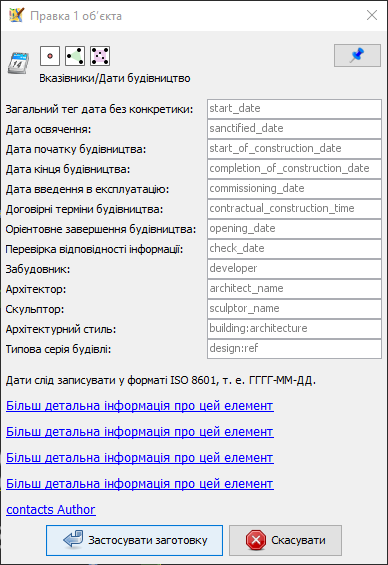 Правка 1 об'єкта
Вказівники/Дати будівництво
Загальний тег дата без конкретики: start_date
Дата освячення: sanctified_date
Дата початку будівництва: start_of_construction_date
Дата кінця будівництва: completion_of_construction_date
Дата введення в експлуатацію: commissioning_date
Договірні терміни будівництва: contractual_construction_time
Орієнтовне завершення будівництва: opening_date
Перевірка відповідності інформації: check_date
Забудовник: developer
Архітектор: architect_name
Скульптор: sculptor_name
Архітектурний стиль: building:architecture
Типова серія будівлі: design:ref
Дати слід записувати у форматі ISO 8601, т. е. ГГГГ-ММ-ДД.
Більш детальна інформація про цей елемент
Більш детальна інформація про цей елемент
Більш детальна інформація про цей елемент
Більш детальна інформація про цей елемент
contacts Author
Застосувати заготовку Скасувати